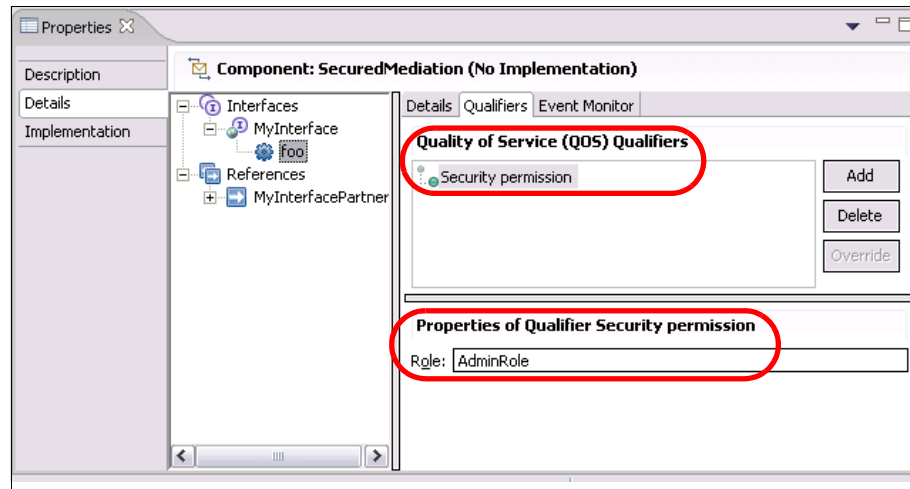 Properties
Description
Details
Implementation
Component: SecuredMediation (No Implementation)
Interfaces
MyInterface
foo
References
MyInterfacePartner
Details Qualifiers Event Monitor
Quality of Service (QOS) Qualifiers
Security permission
Add
Delete
Override
Properties of Qualifier Security permission
Role: AdminRole